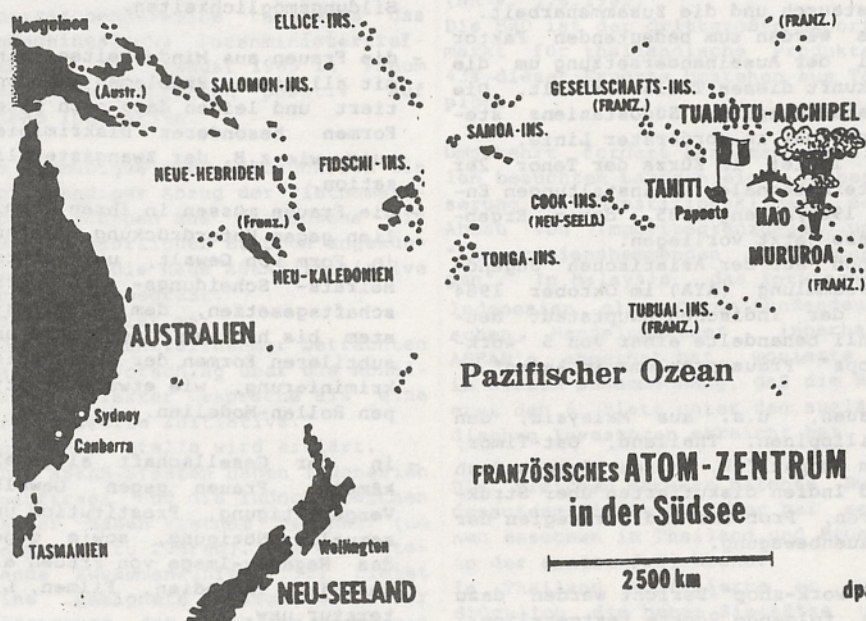 Neuguinea
ELLICE-INS.
(FRANZ.)
(Austr.)
SALOMON-INS.
GESELLSCHAFTS-INS.
(FRANZ.)
TUAMOTU-ARCHIPEL
SAMOA-INS.
NEUE-HEBRIDEN
FIDSCHI-INS.
TAHITI
COOK-INS.
(NEU-SEELD.)
Papeete
HAO
(Franz.)
TONGA-INS.
MURUROA
NEU-KALEDONIEN
(FRANZ.)
TUBUAI-INS.
(FRANZ.)
AUSTRALIEN
Pazifischer Ozean
Sydney
Canberra
FRANZÖSISCHES ATOM-ZENTRUM
in der Südsee
TASMANIEN
Wellington
2500 km
NEU-SEELAND
dpa